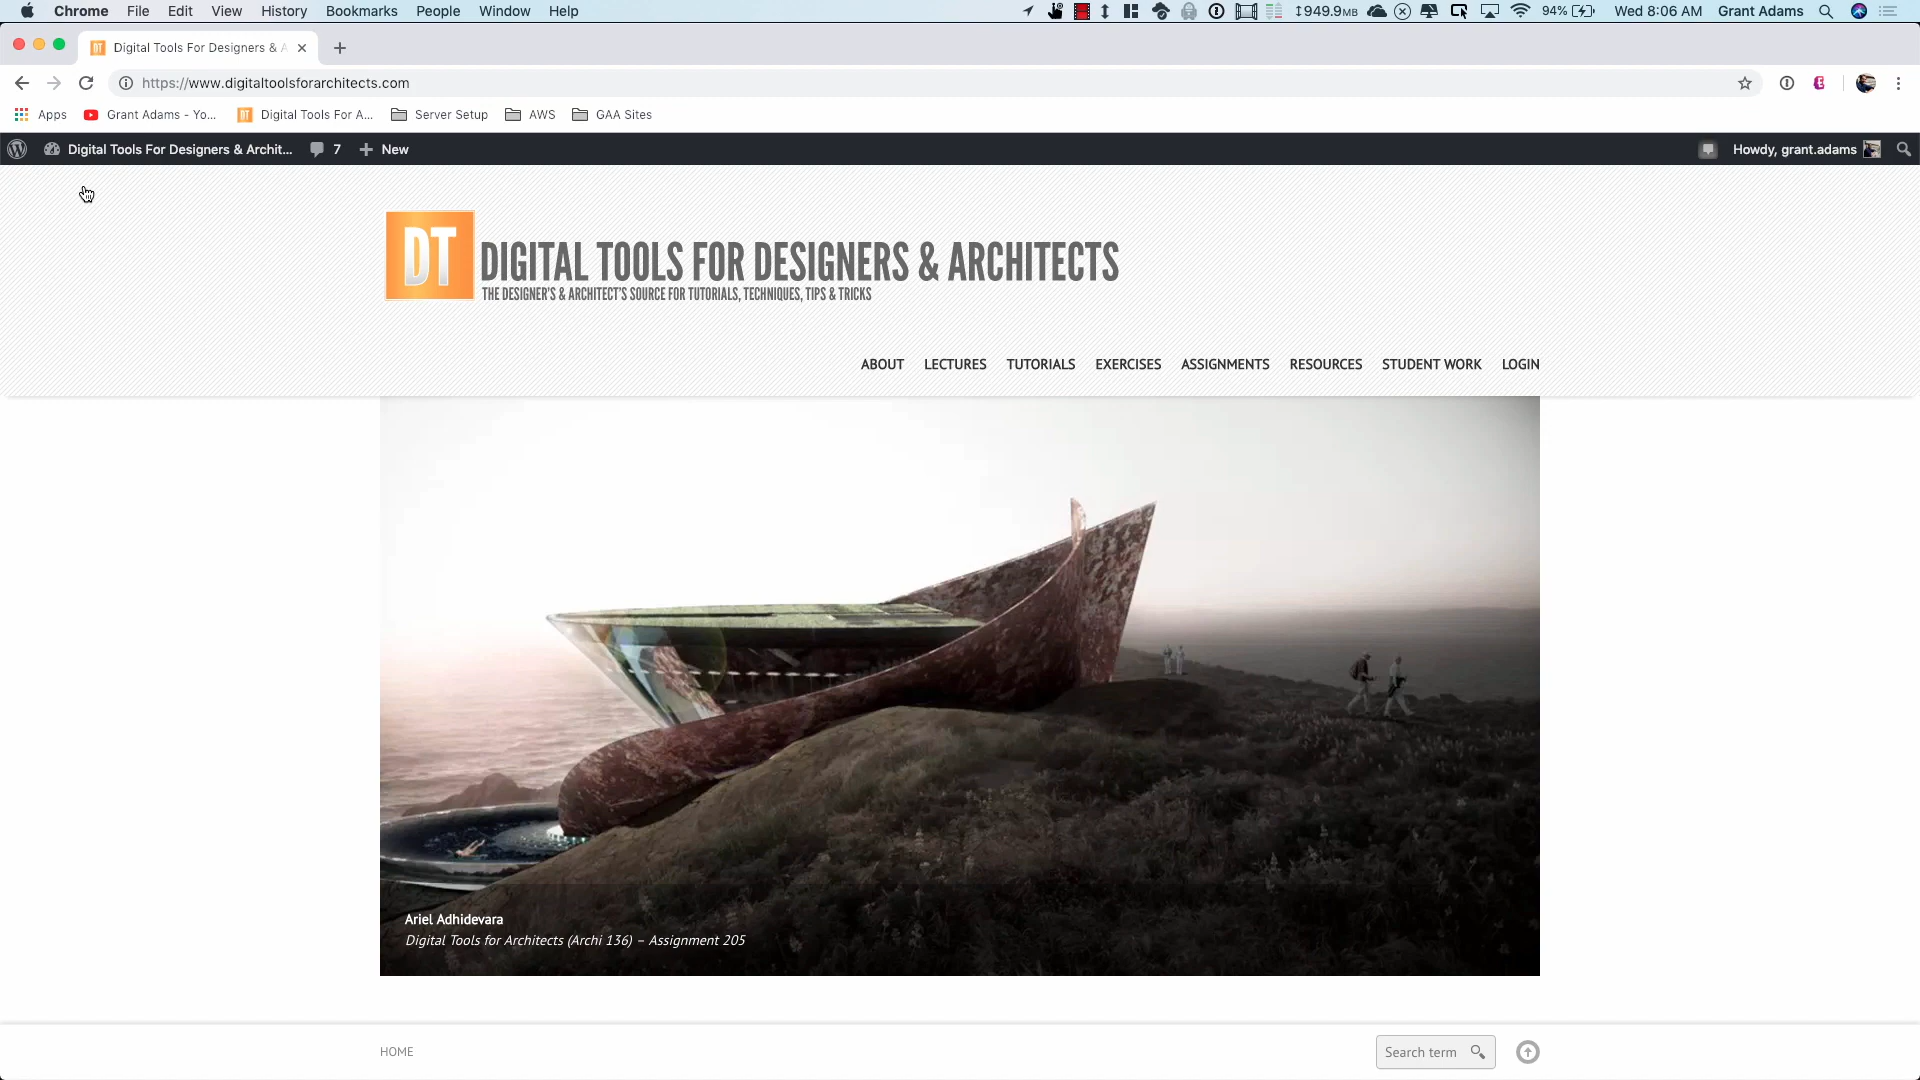 Chrome File Edit View History Bookmarks People Window Help 949.9MB 94% Wed 8:06 AM Grant Adams
Digital Tools For Designers & A
https://www.digitaltoolsforarchitects.com
Apps Grant Adams - Yo... Digital Tools For A... Server Setup AWS GAA Sites
Digital Tools For Designers & Archit... 7 New Howdy, grant.adams
DT DIGITAL TOOLS FOR DESIGNERS & ARCHITECTS
THE DESIGNER'S & ARCHITECT'S SOURCE FOR TUTORIALS, TECHNIQUES, TIPS & TRICKS
ABOUT LECTURES TUTORIALS EXERCISES ASSIGNMENTS RESOURCES STUDENT WORK LOGIN
Ariel Adhidevara
Digital Tools for Architects (Archi 136) – Assignment 205
HOME Search term